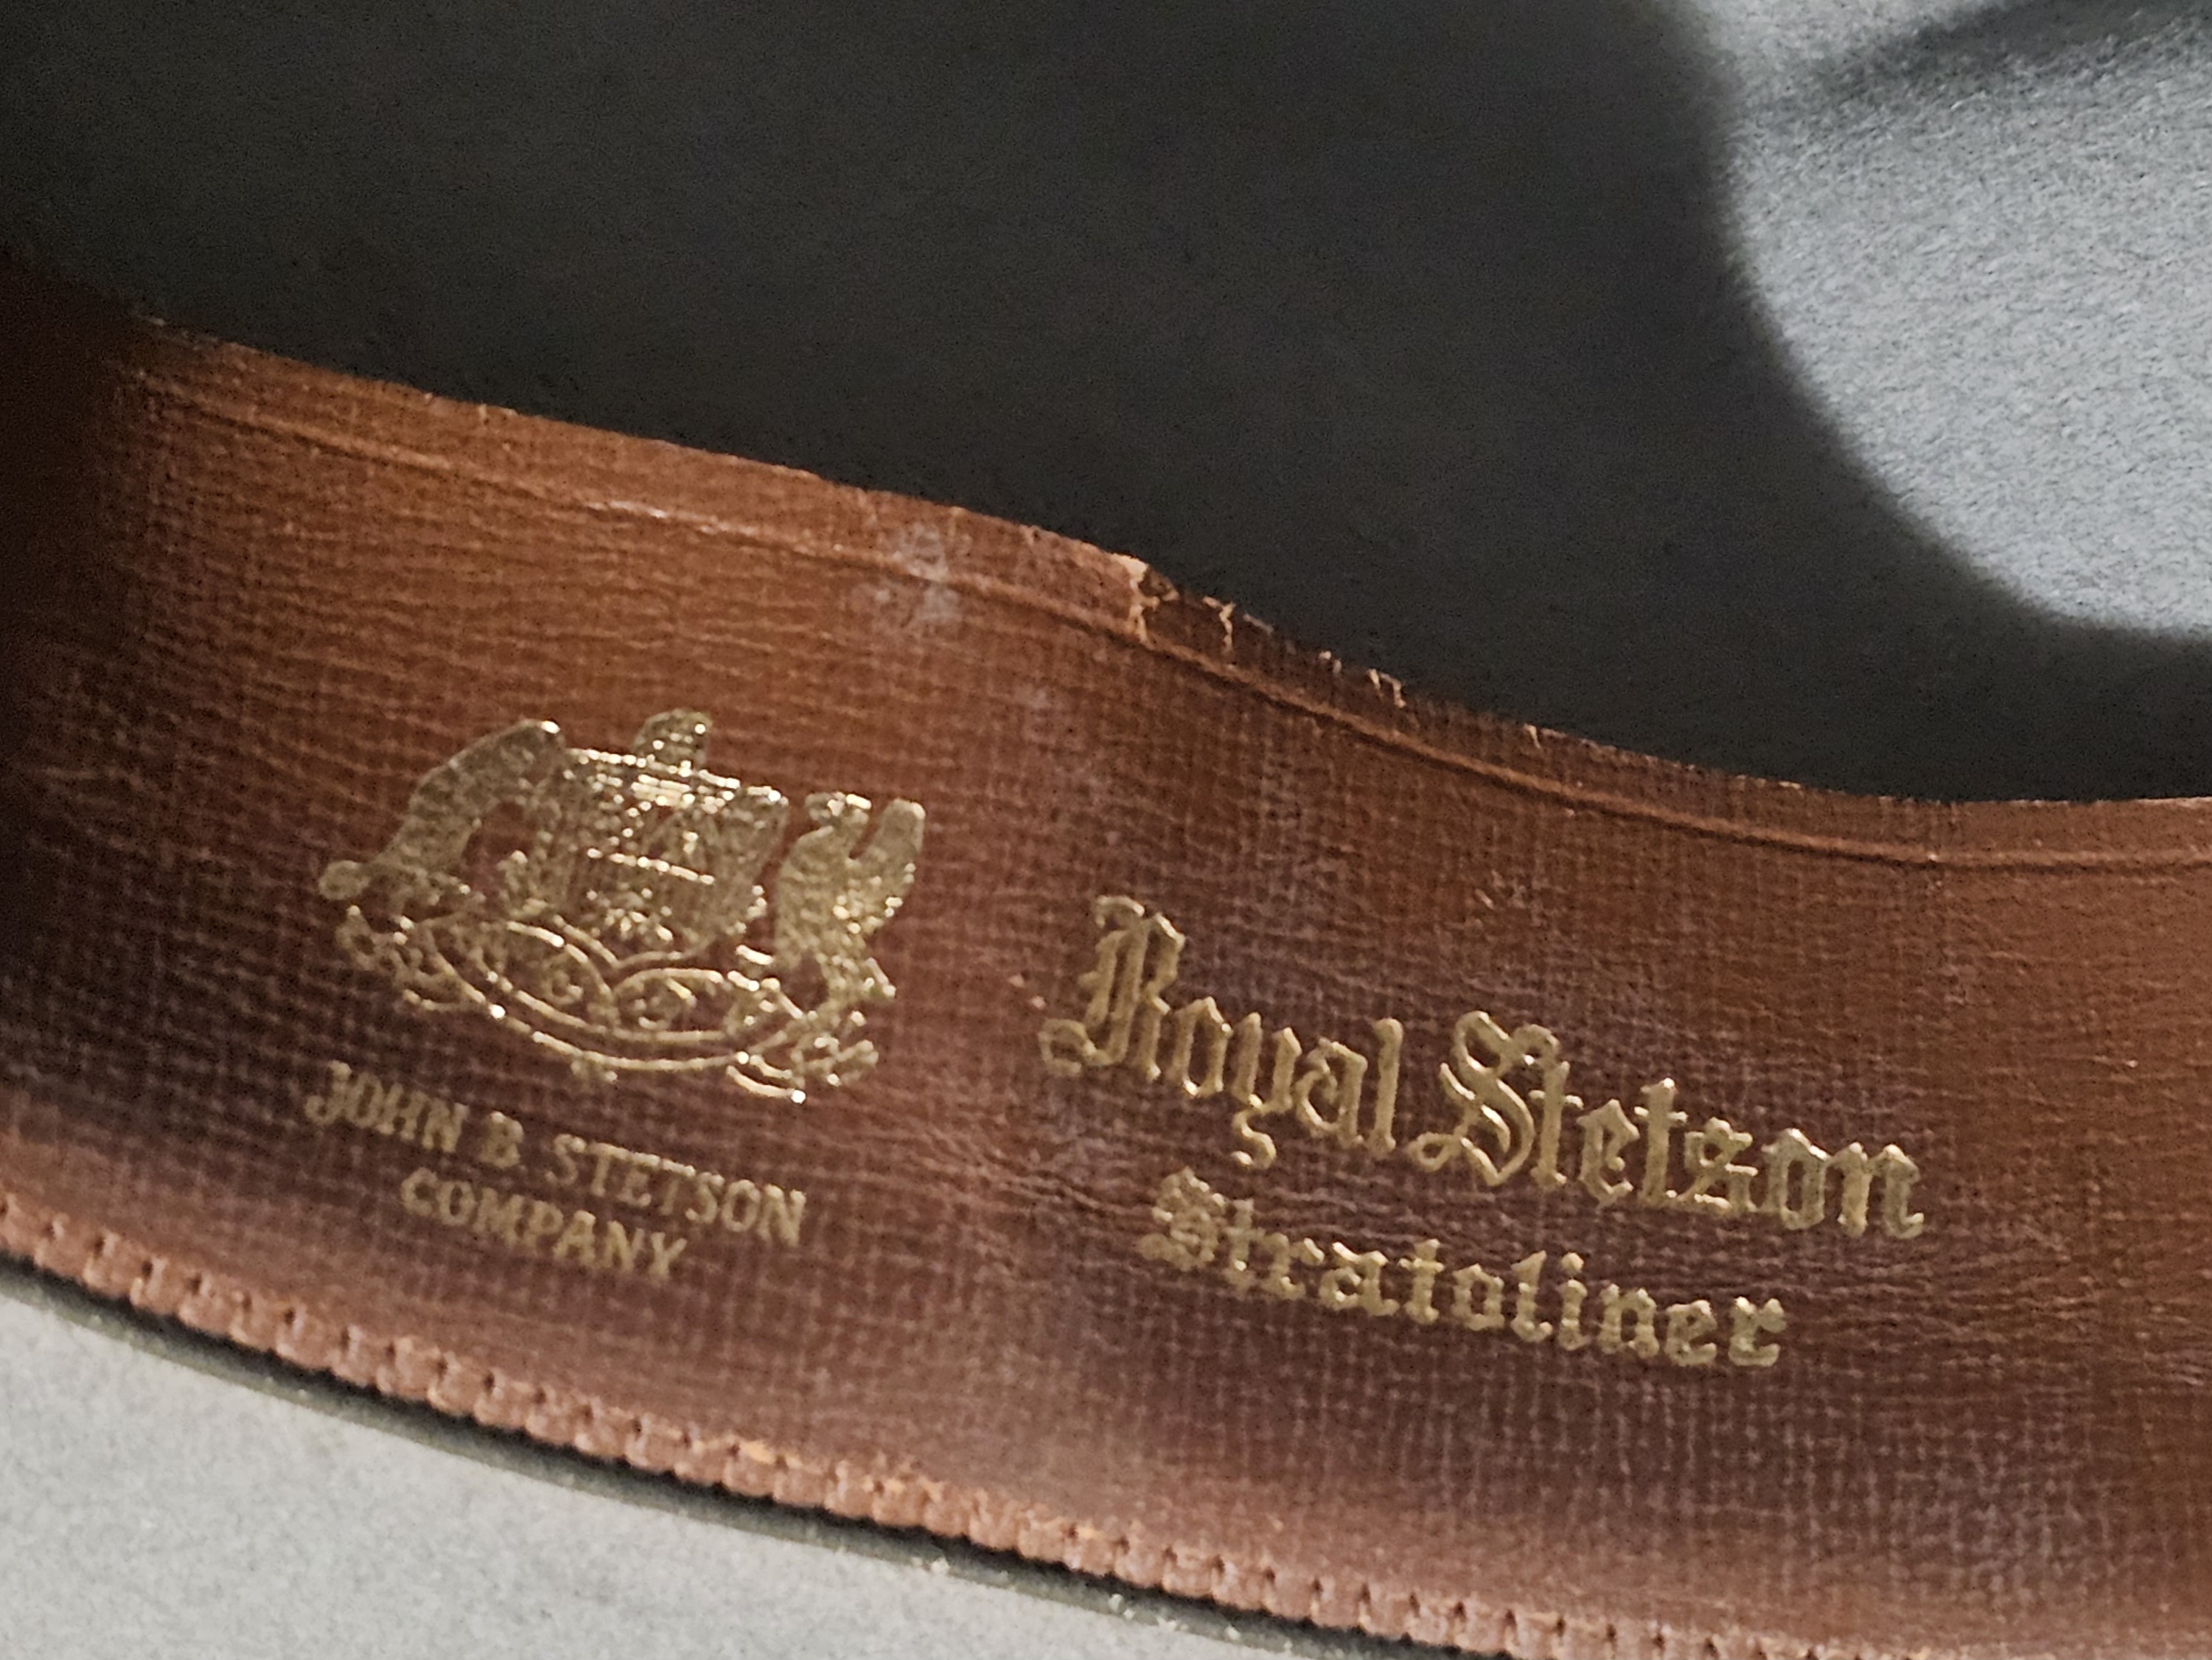 JOHN B. STETSON
COMPANY
Royal Stetson
Stratoliner